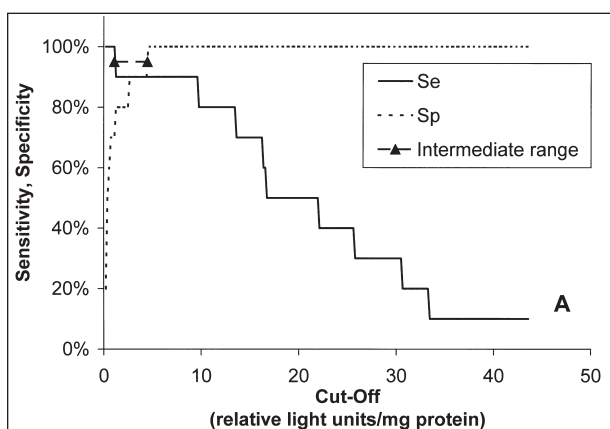 100%
80%
60%
40%
20%
0%
Sensitivity, Specificity
Se
Sp
Intermediate range
A
0 10 20 30 40 50
Cut-Off
(relative light units/mg protein)